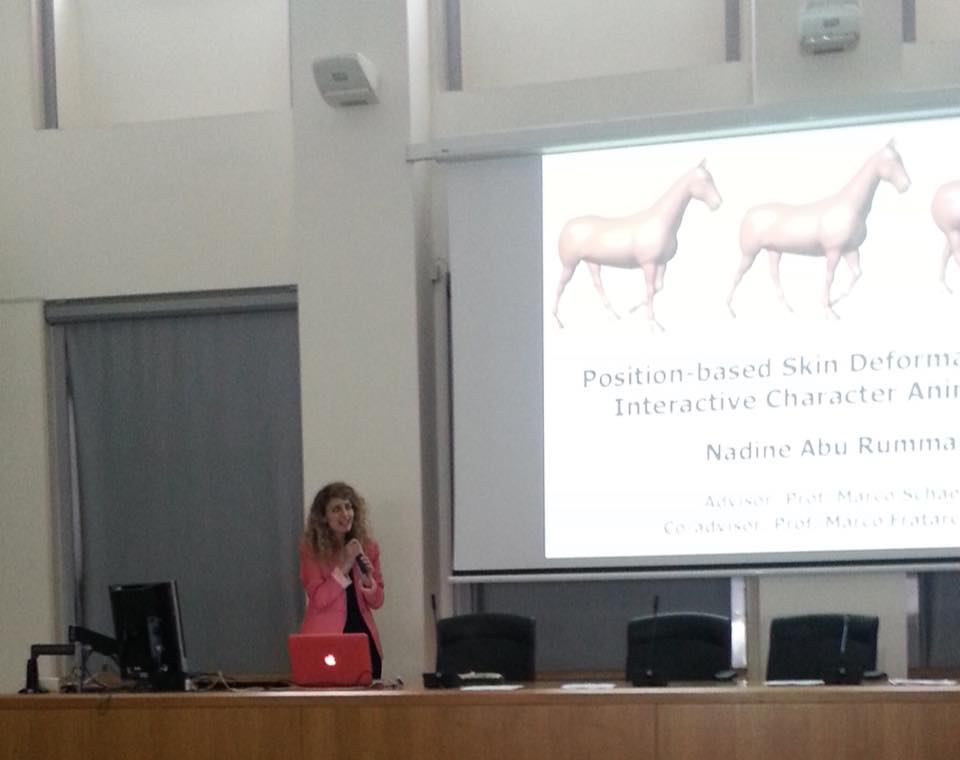 Position-based Skin Deforma
Interactive Character Ani
Nadine Abu Rumma
Advisor: Prof. Marco Schae
Co-advisor: Prof. Marco Fratarc